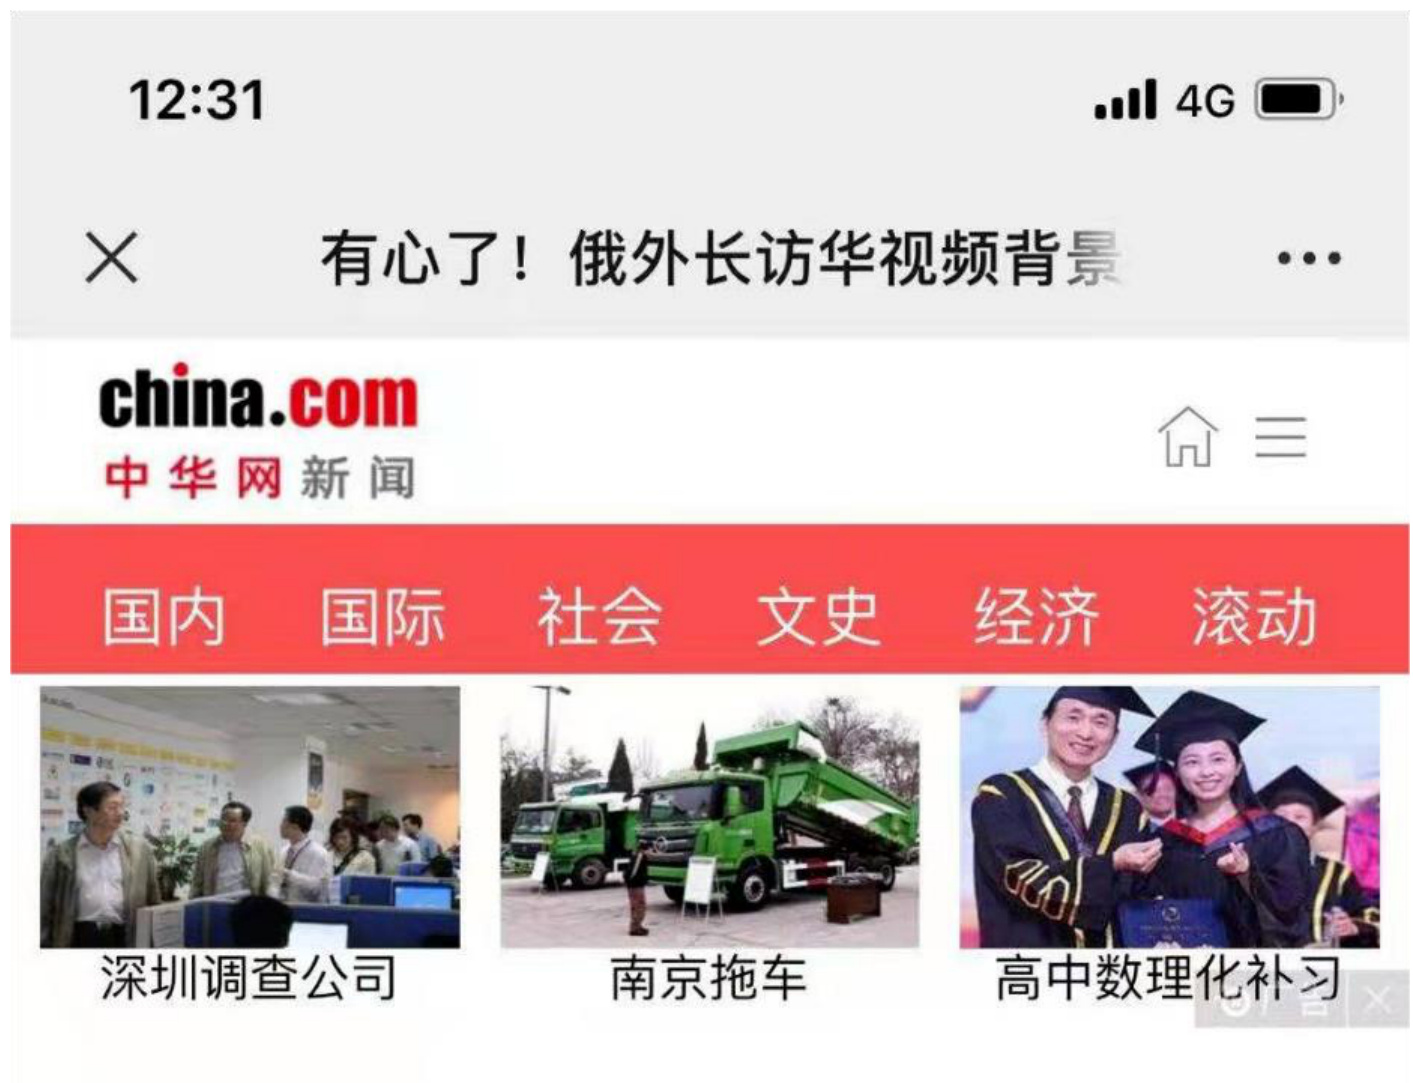 12:31
4G
有心了！俄外长访华视频背景
china.com
中华网新闻
国内 国际 社会 文史 经济 滚动
深圳调查公司
南京拖车
高中数理化补习
广告